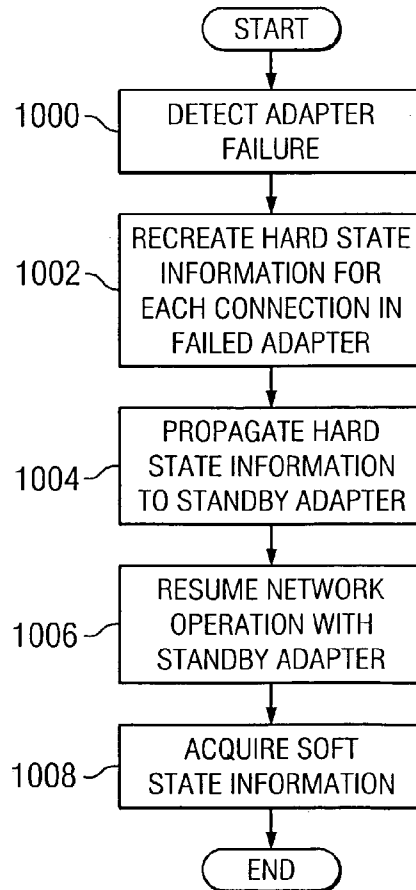 START
1000
DETECT ADAPTER
FAILURE
1002
RECREATE HARD STATE
INFORMATION FOR
EACH CONNECTION IN
FAILED ADAPTER
1004
PROPAGATE HARD
STATE INFORMATION
TO STANDBY ADAPTER
1006
RESUME NETWORK
OPERATION WITH
STANDBY ADAPTER
1008
ACQUIRE SOFT
STATE INFORMATION
END